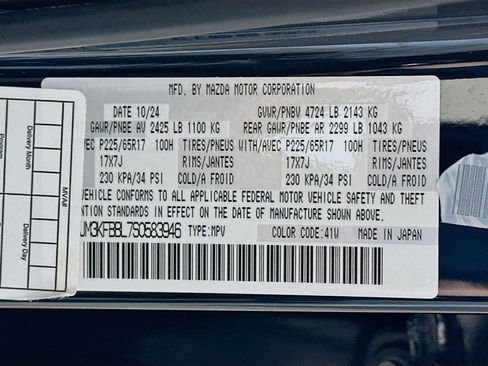 MFD. BY MAZDA MOTOR CORPORATION
DATE 10/24 GVWR/PNBV 4724 LB 2143 KG
GAWR/PNBE AV 2425 LB 1100 KG REAR GAWR/PNBE AR 2299 LB 1043 KG
AVEC P225/65R17 100H TIRES/PNEUS WITH/AVEC P225/65R17 100H TIRES/PNEUS
17X7J RIMS/JANTES 17X7J RIMS/JANTES
230 KPA/34 PSI COLD/A FROID 230 KPA/34 PSI COLD/A FROID
VEHICLE CONFORMS TO ALL APPLICABLE FEDERAL MOTOR VEHICLE SAFETY AND THEFT
ENTION STANDARDS IN EFFECT ON THE DATE OF MANUFACTURE SHOWN ABOVE.
JM3KFBBL7S0583946 TYPE:MPV COLOR CODE:41W MADE IN JAPAN
MVA#
Delivery Day
Delivery Month
Program